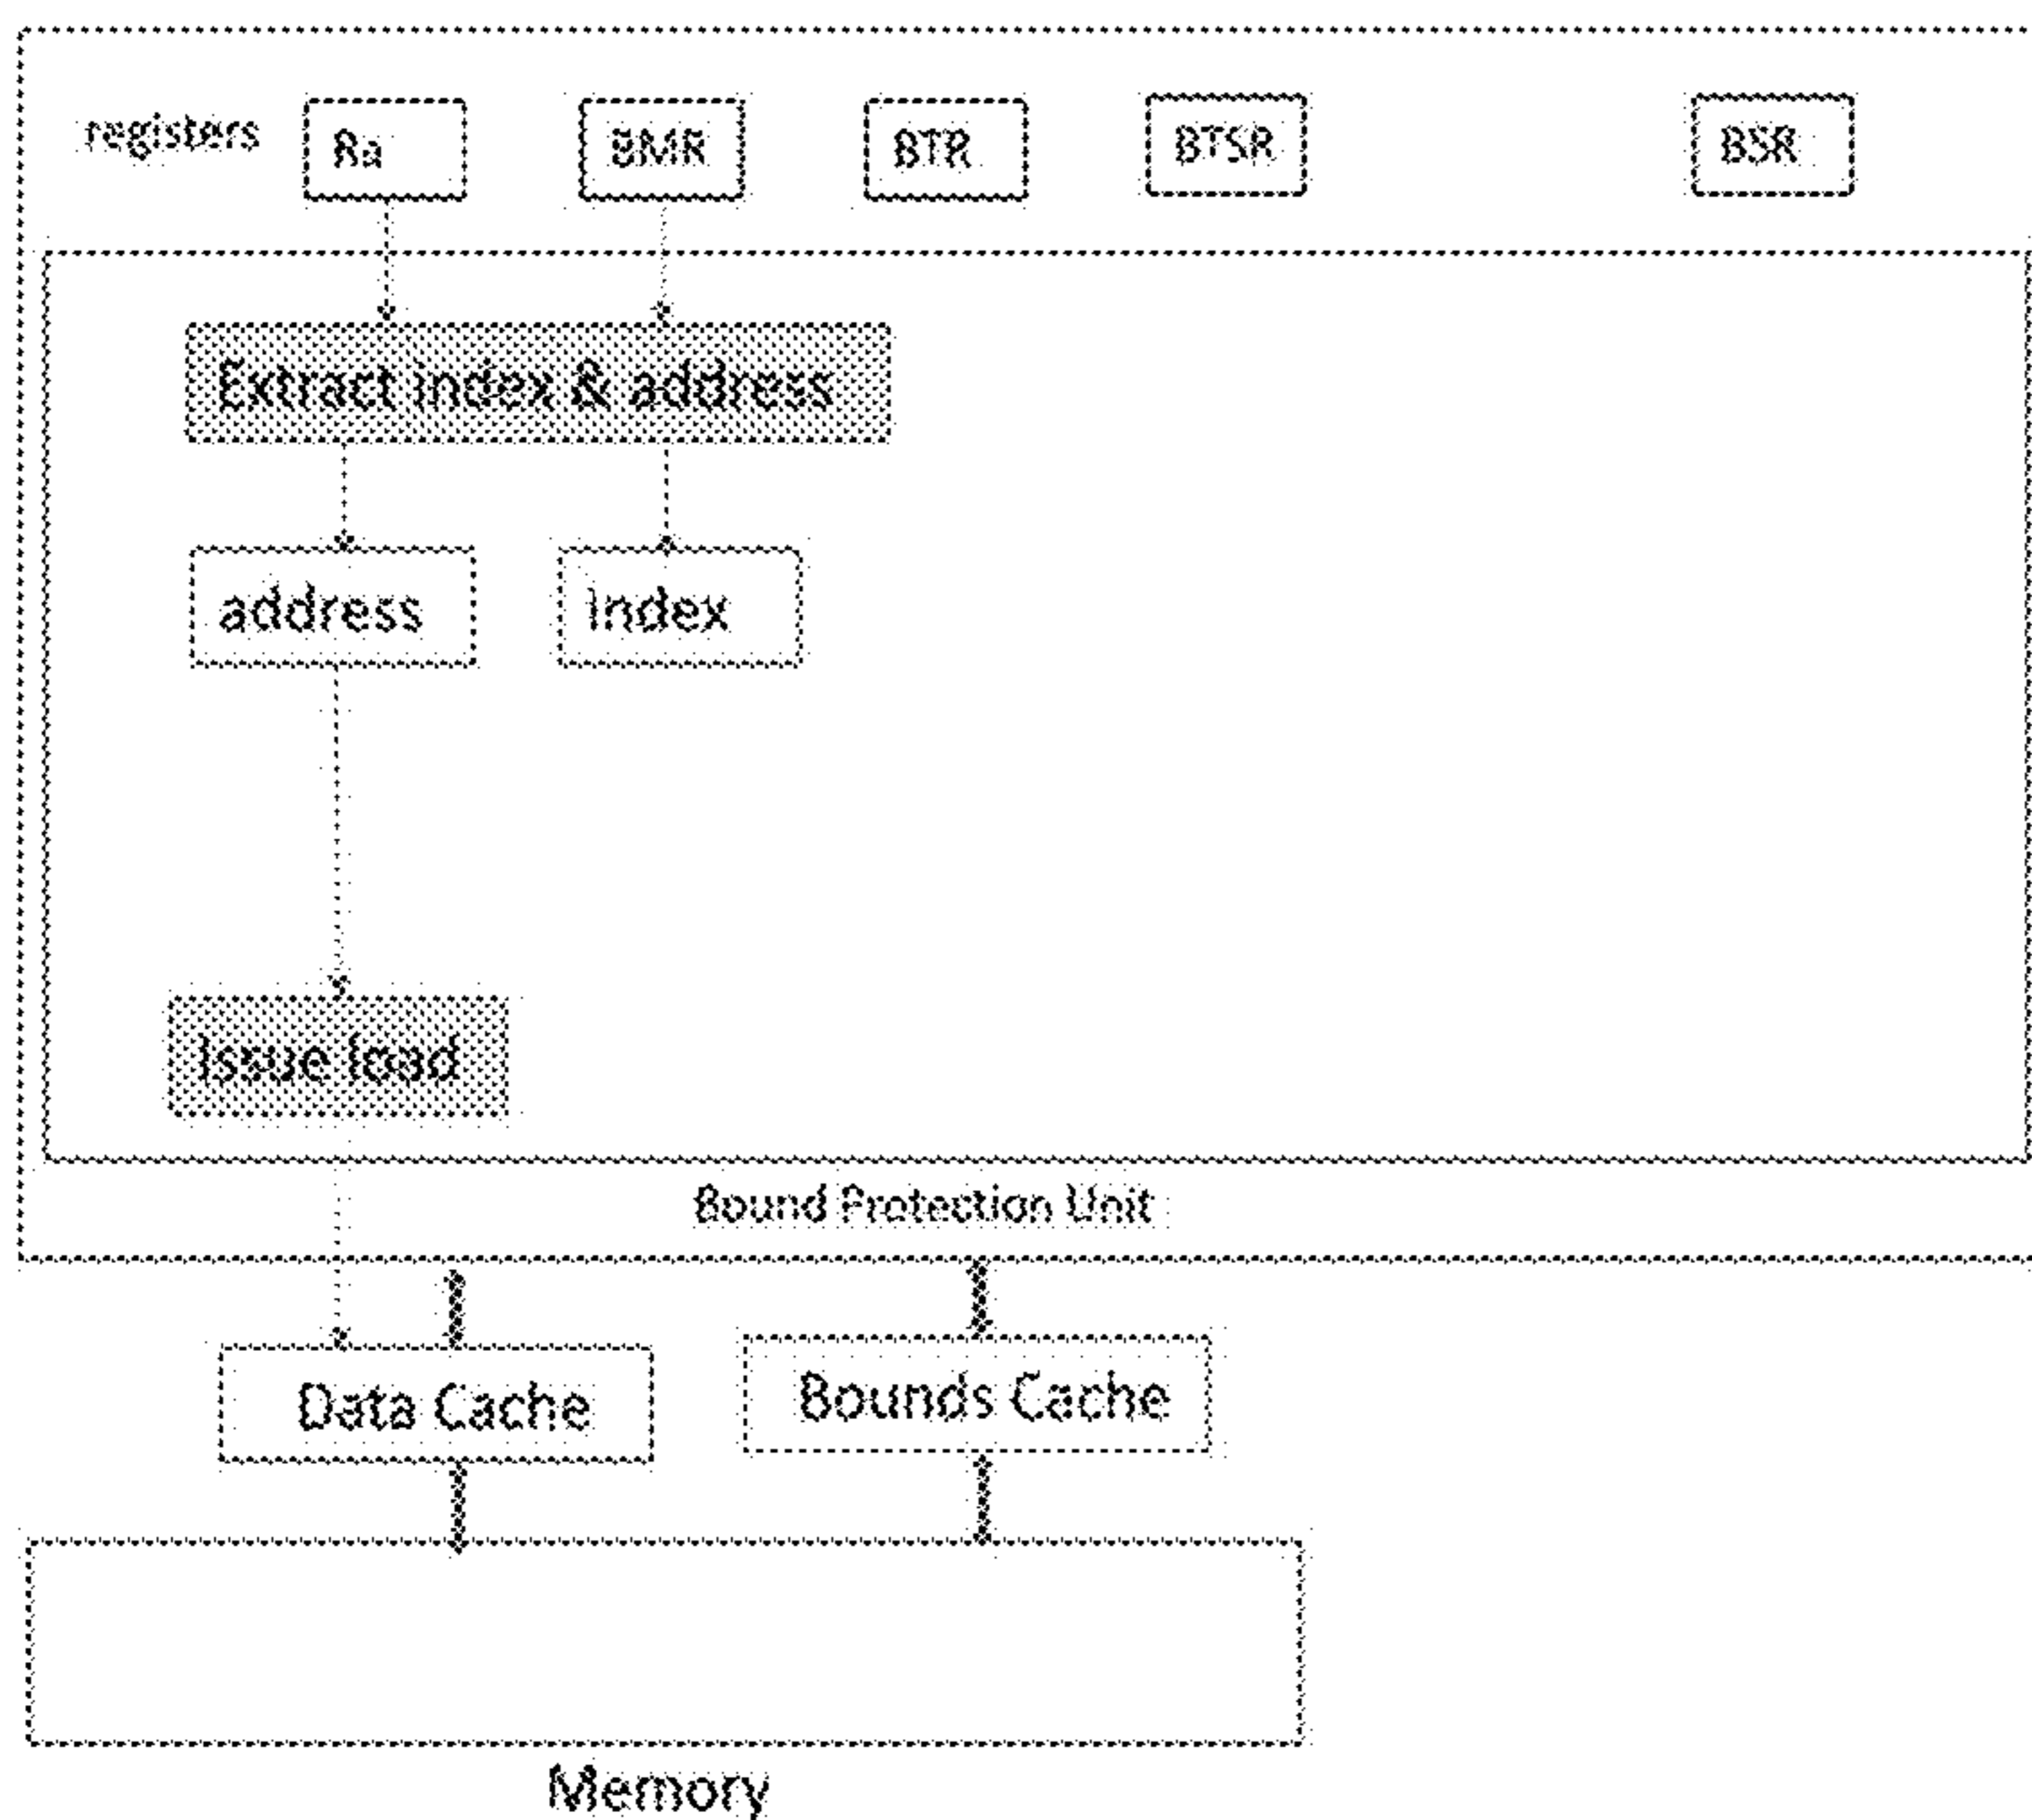 registers
Ra
BMR
BTR
BTSR
BSR
Extract index & address
address
index
Issue load
Bound Protection Unit
Data Cache
Bounds Cache
Memory